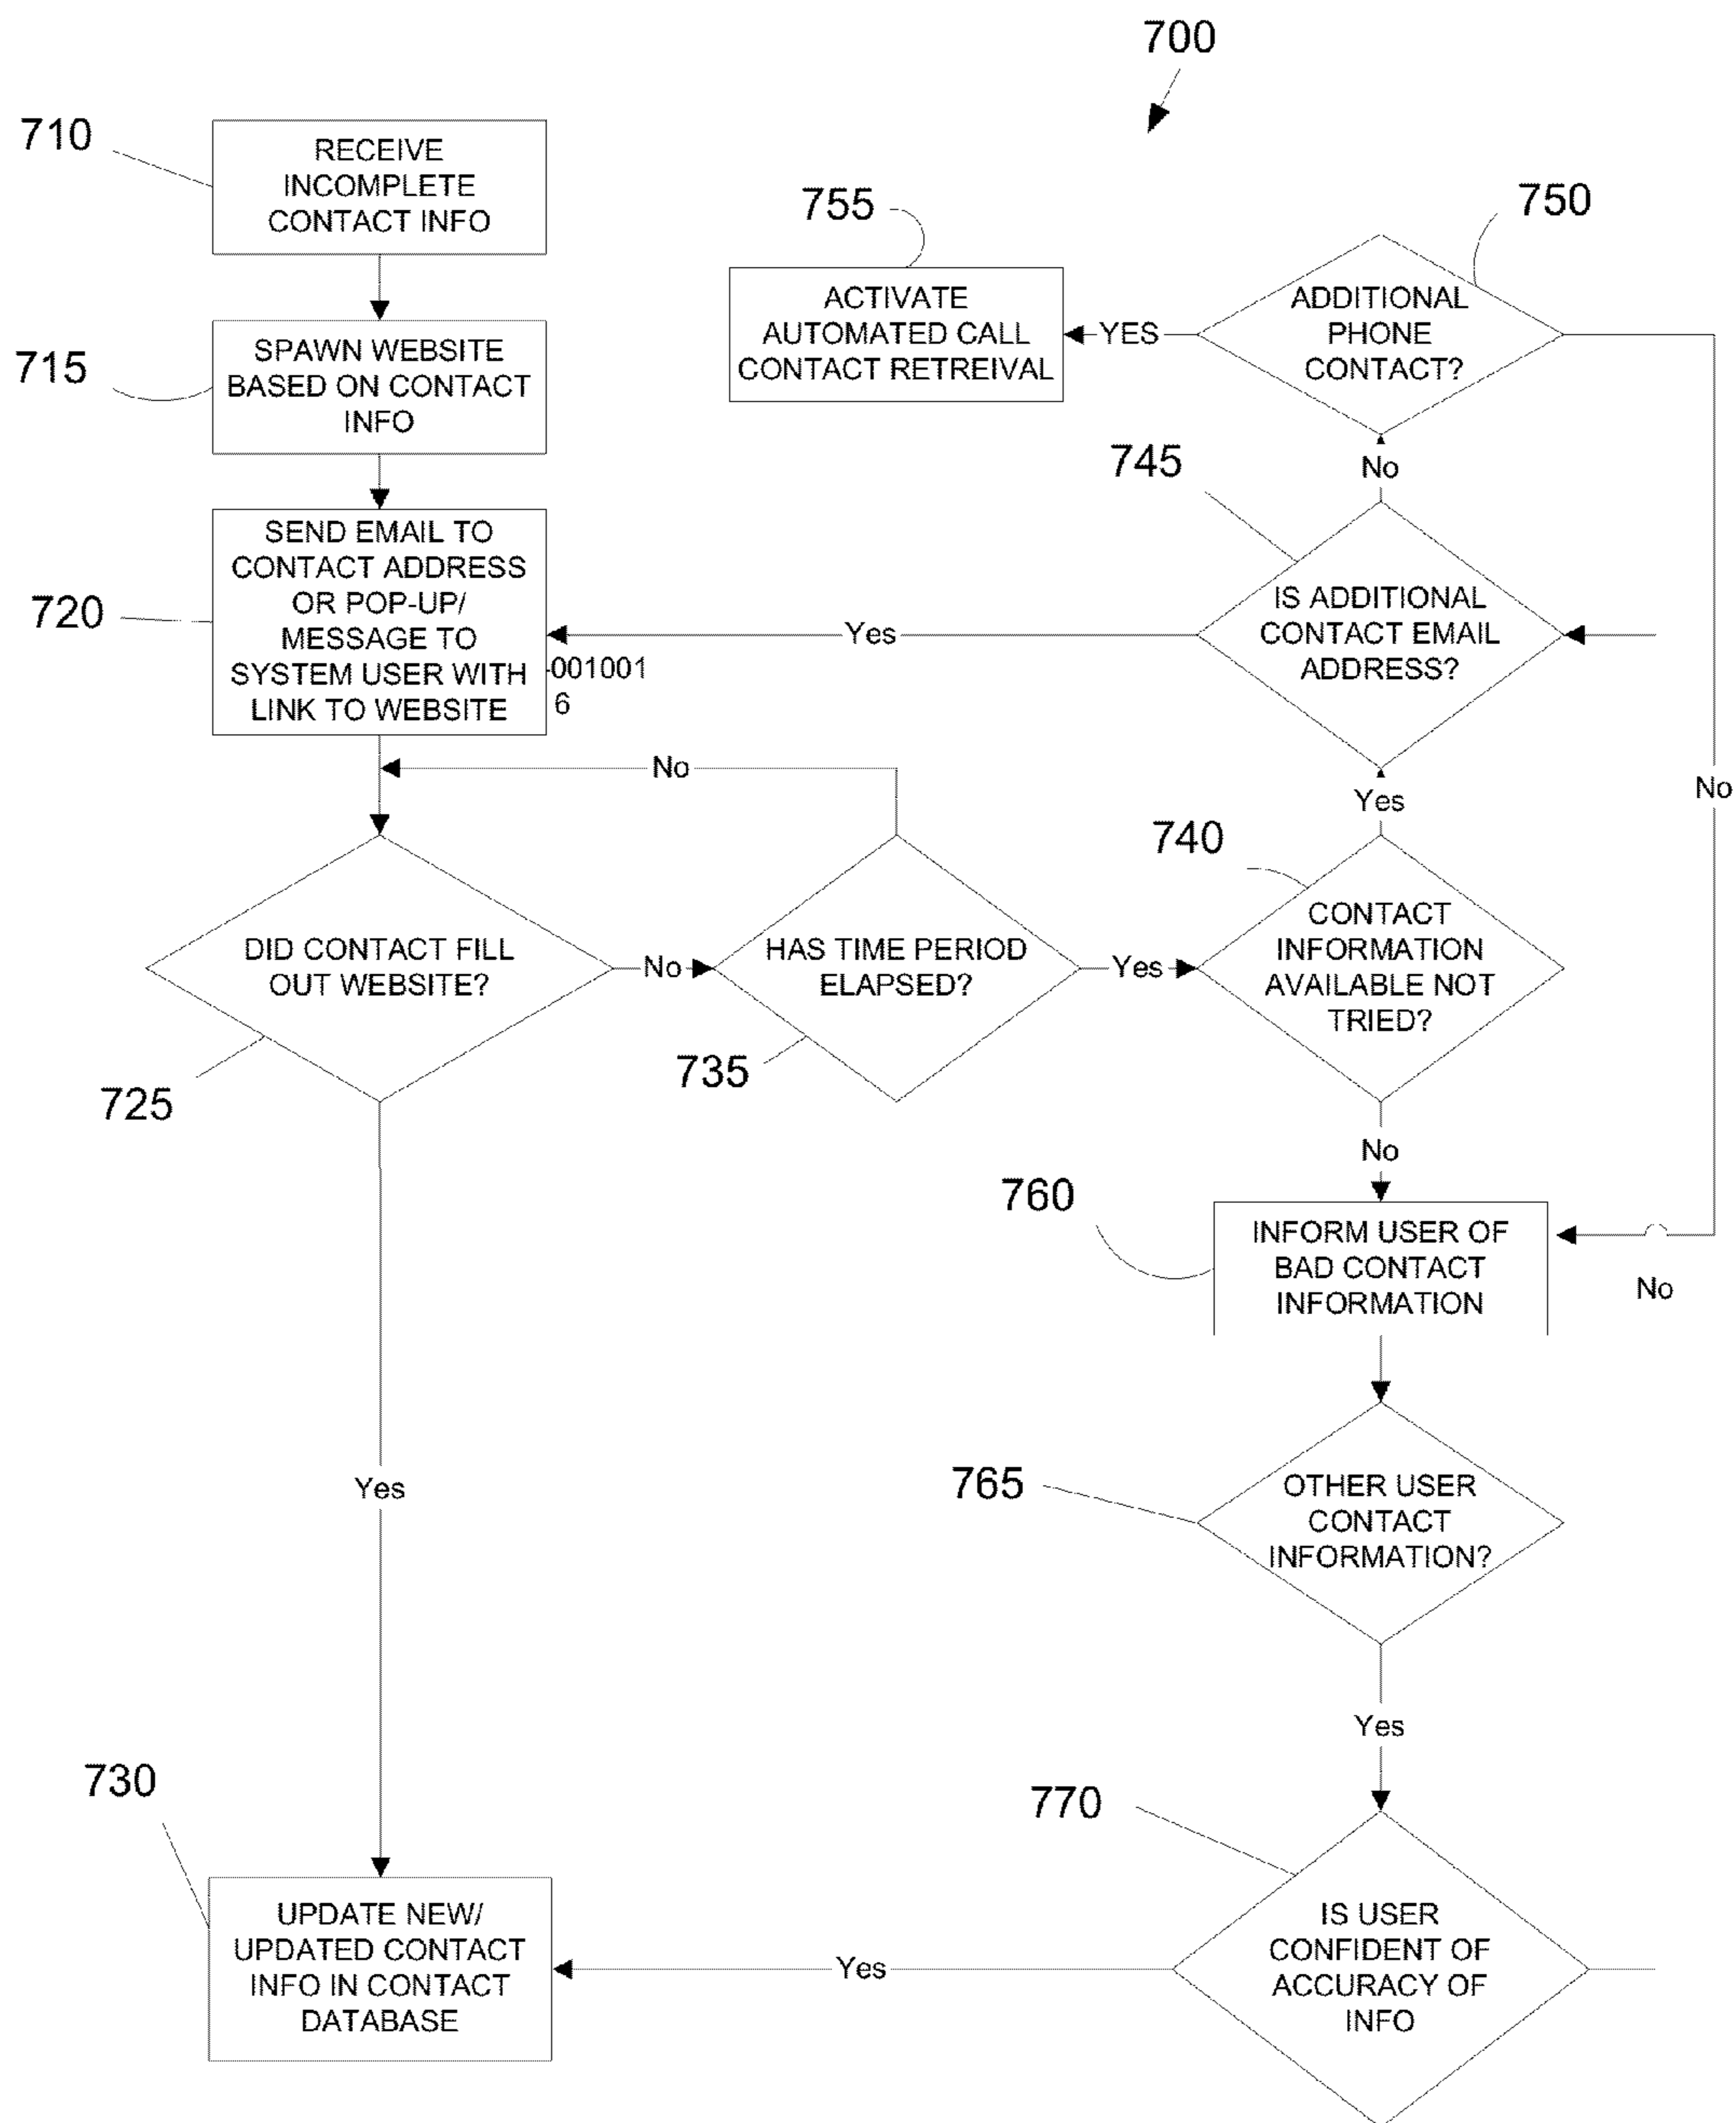 700
710
RECEIVE
INCOMPLETE
CONTACT INFO
755
750
ACTIVATE
AUTOMATED CALL
CONTACT RETREIVAL
YES
ADDITIONAL
PHONE
CONTACT?
715
SPAWN WEBSITE
BASED ON CONTACT
INFO
745
No
720
SEND EMAIL TO
CONTACT ADDRESS
OR POP-UP/
MESSAGE TO
SYSTEM USER WITH
LINK TO WEBSITE
-001001
6
Yes
IS ADDITIONAL
CONTACT EMAIL
ADDRESS?
No
Yes
No
740
DID CONTACT FILL
OUT WEBSITE?
No
HAS TIME PERIOD
ELAPSED?
Yes
CONTACT
INFORMATION
AVAILABLE NOT
TRIED?
725
735
No
760
INFORM USER OF
BAD CONTACT
INFORMATION
No
765
OTHER USER
CONTACT
INFORMATION?
Yes
Yes
730
770
UPDATE NEW/
UPDATED CONTACT
INFO IN CONTACT
DATABASE
Yes
IS USER
CONFIDENT OF
ACCURACY OF
INFO